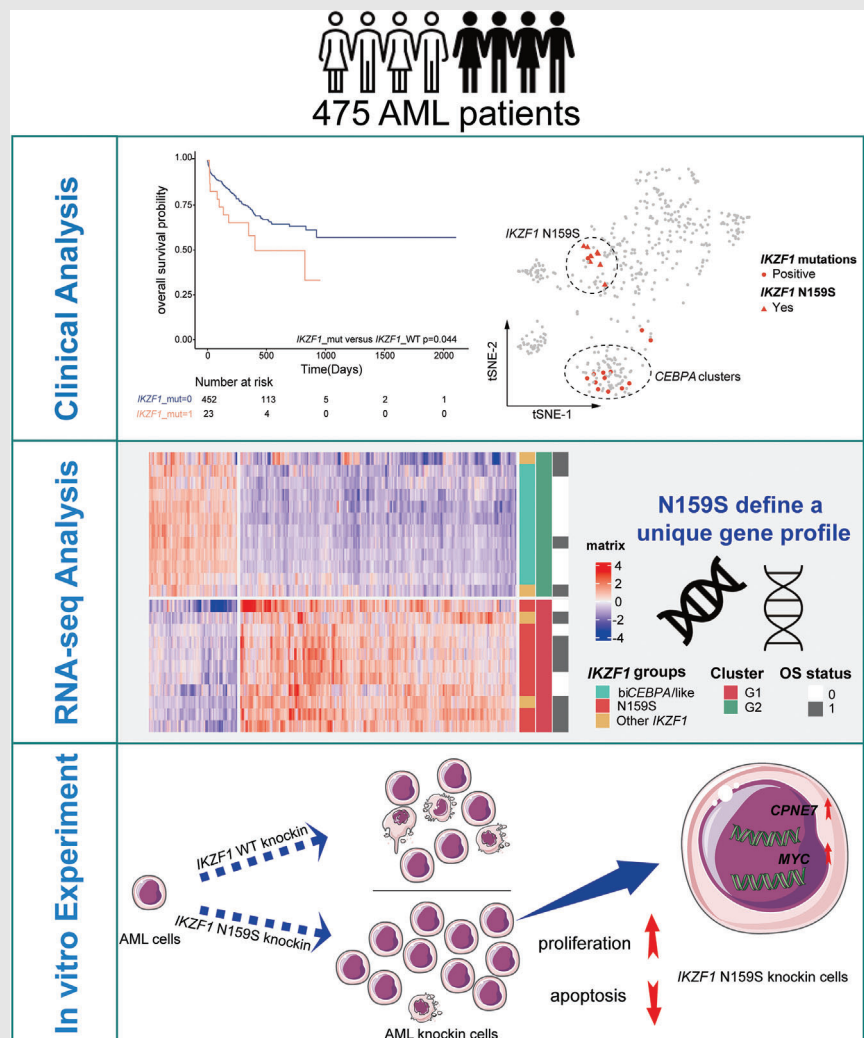 475 AML patients
Clinical Analysis
overall survival probility
1.00
0.75
0.50
0.25
0.00
IKZF1_mut versus IKZF1_WT p=0.044
0 500 1000 1500 2000
Time(Days)
Number at risk
IKZF1_mut=0 452 113 5 2 1
IKZF1_mut=1 23 4 0 0 0
IKZF1 N159S
tSNE-2
tSNE-1
CEBPA clusters
IKZF1 mutations
Positive
IKZF1 N159S
Yes
RNA-seq Analysis
matrix
4
2
0
-2
-4
N159S define a
unique gene profile
IKZF1 groups
biCEBPA/like
N159S
Other IKZF1
Cluster
G1
G2
OS status
0
1
In vitro Experiment
AML cells
IKZF1 WT knockin
IKZF1 N159S knockin
AML knockin cells
proliferation
apoptosis
CPNE7
MYC
IKZF1 N159S knockin cells